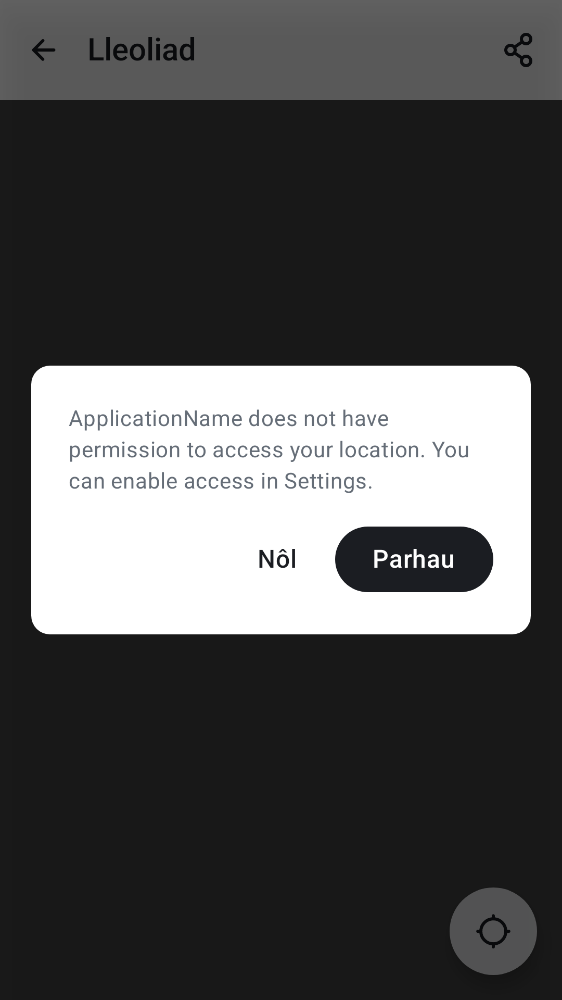 Lleoliad
ApplicationName does not have
permission to access your location. You
can enable access in Settings.
Nôl
Parhau